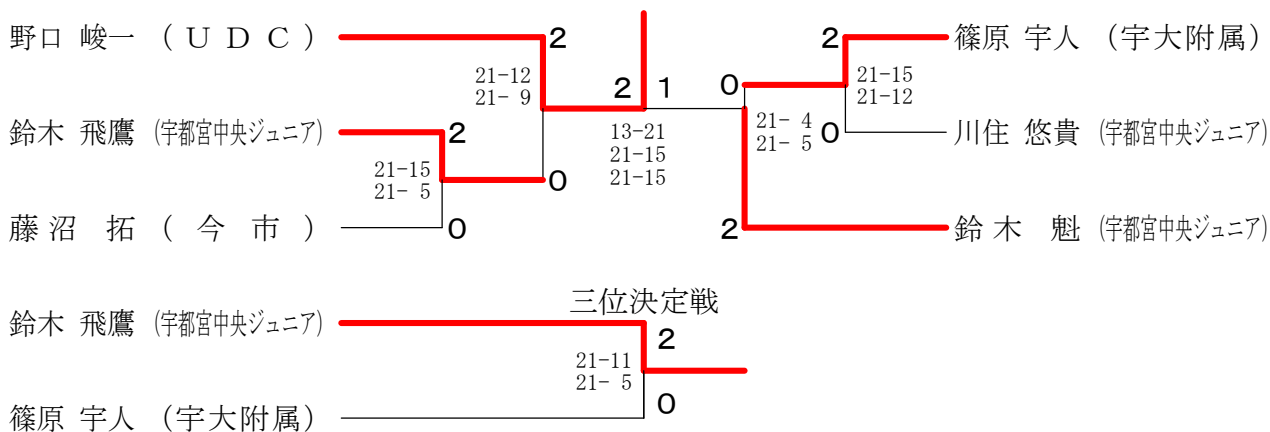 野口 峻一 (UDC) 2 2 篠原 宇人 (宇大附属)
21-12 2 1 0 21-15
21- 9 21-12
鈴木 飛鷹 (宇都宮中央ジュニア) 2 13-21 21- 4 0 川住 悠貴 (宇都宮中央ジュニア)
21-15 21-15 21- 5
21- 5 0 21-15
藤沼 拓 (今市) 0 2 鈴木 魁 (宇都宮中央ジュニア)
三位決定戦
鈴木 飛鷹 (宇都宮中央ジュニア) 2
21-11
21- 5
篠原 宇人 (宇大附属) 0